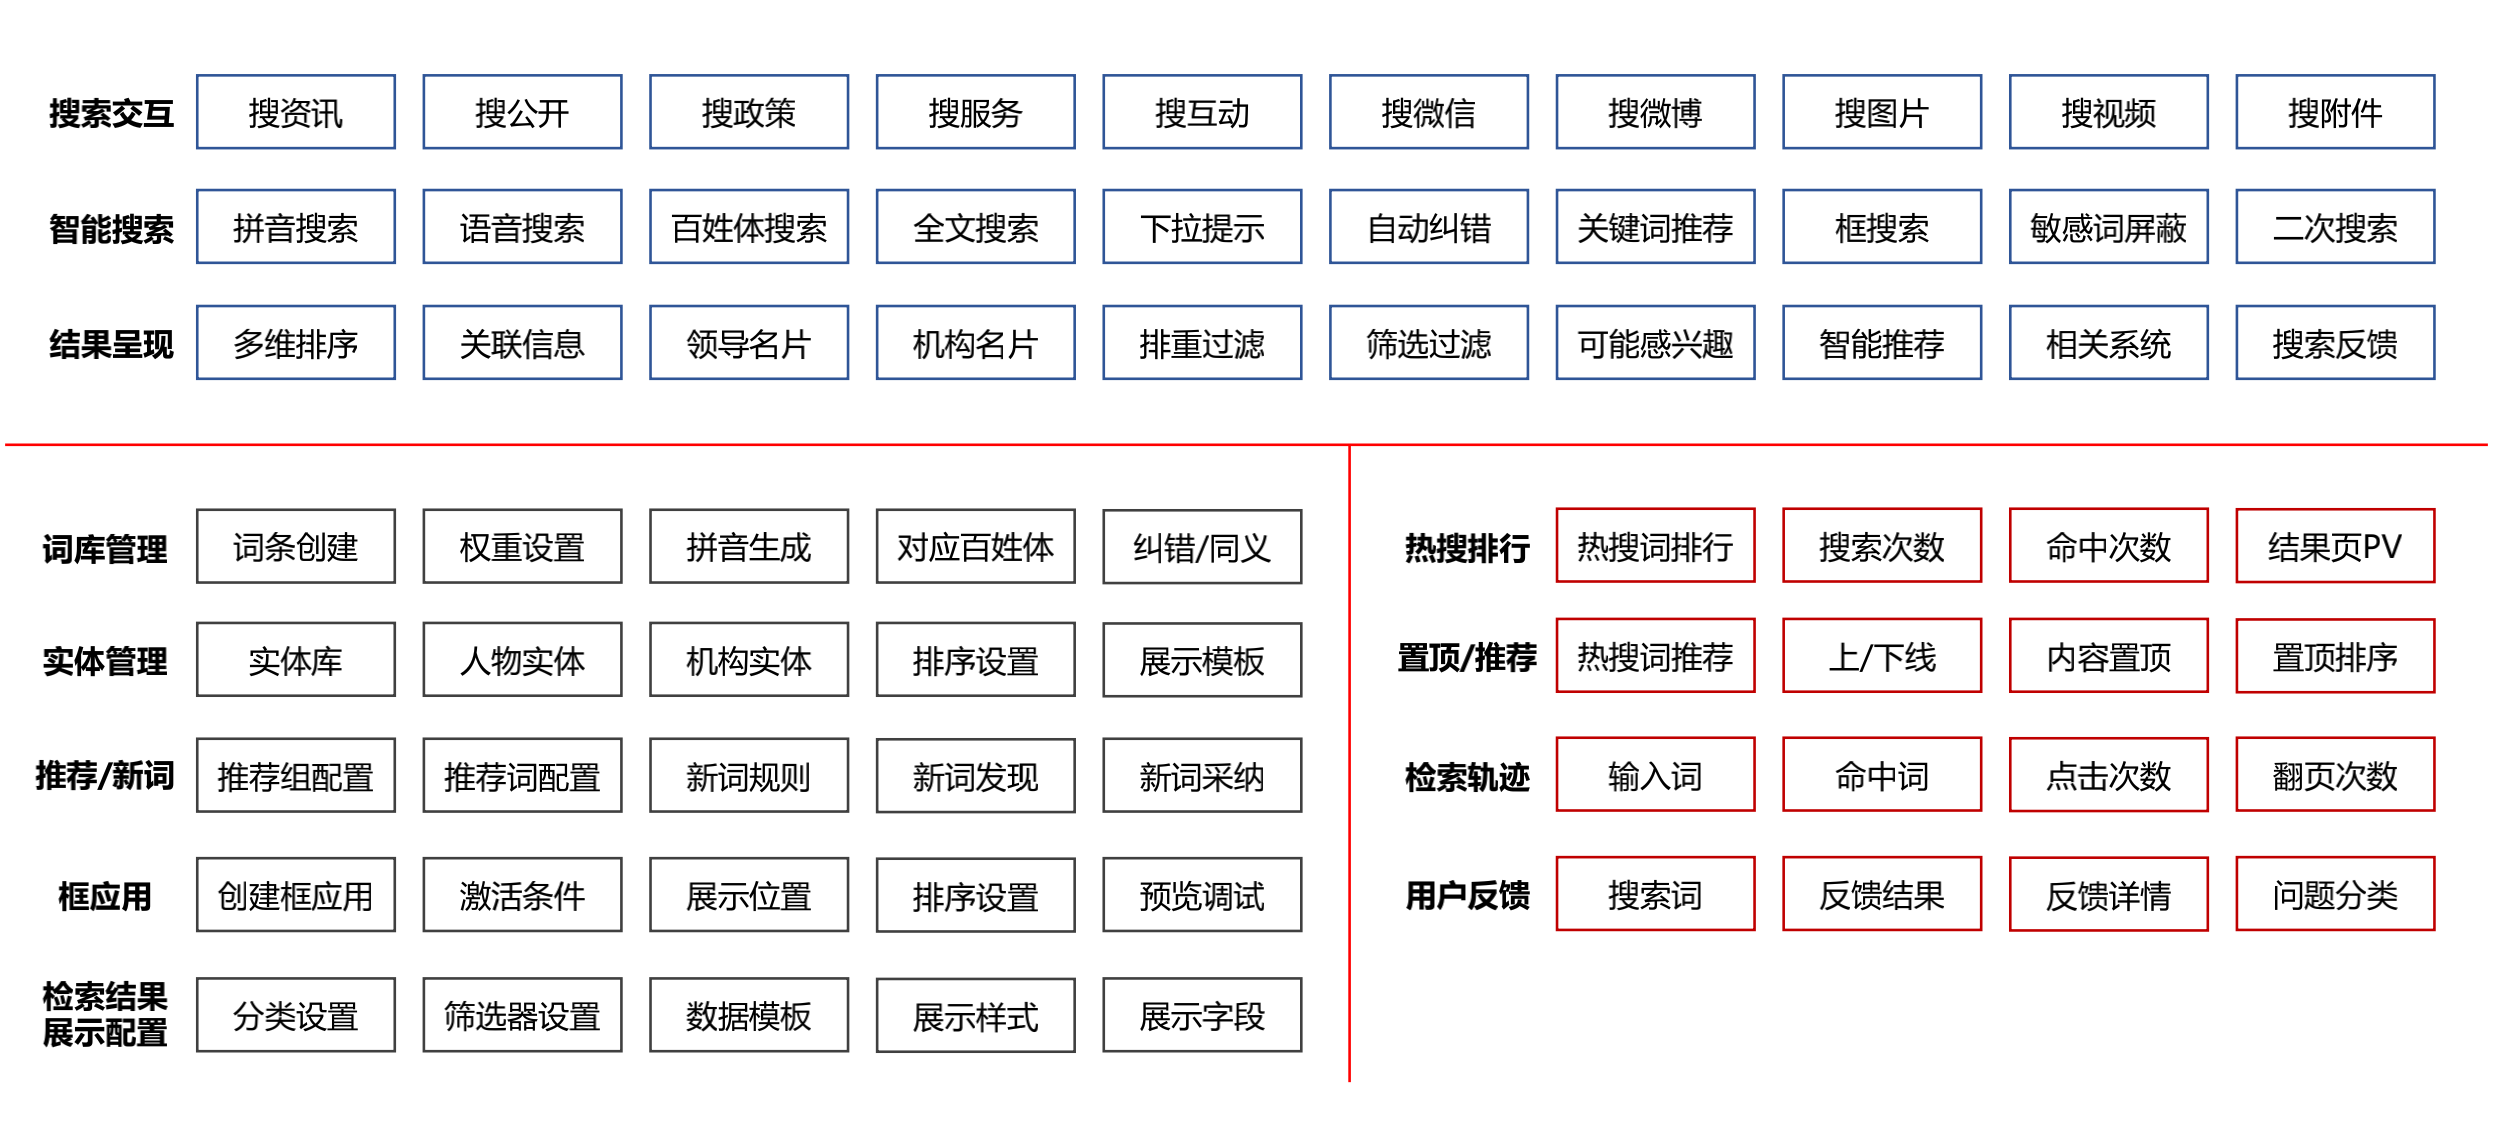 搜索交互 搜资讯 搜公开 搜政策 搜服务 搜互动 搜微信 搜微博 搜图片 搜视频 搜附件
智能搜索 拼音搜索 语音搜索 百姓体搜索 全文搜索 下拉提示 自动纠错 关键词推荐 框搜索 敏感词屏蔽 二次搜索
结果呈现 多维排序 关联信息 领导名片 机构名片 排重过滤 筛选过滤 可能感兴趣 智能推荐 相关系统 搜索反馈
词库管理 词条创建 权重设置 拼音生成 对应百姓体 纠错/同义
实体管理 实体库 人物实体 机构实体 排序设置 展示模板
推荐/新词 推荐组配置 推荐词配置 新词规则 新词发现 新词采纳
框应用 创建框应用 激活条件 展示位置 排序设置 预览调试
检索结果
展示配置 分类设置 筛选器设置 数据模板 展示样式 展示字段
热搜排行 热搜词排行 搜索次数 命中次数 结果页PV
置顶/推荐 热搜词推荐 上/下线 内容置顶 置顶排序
检索轨迹 输入词 命中词 点击次数 翻页次数
用户反馈 搜索词 反馈结果 反馈详情 问题分类